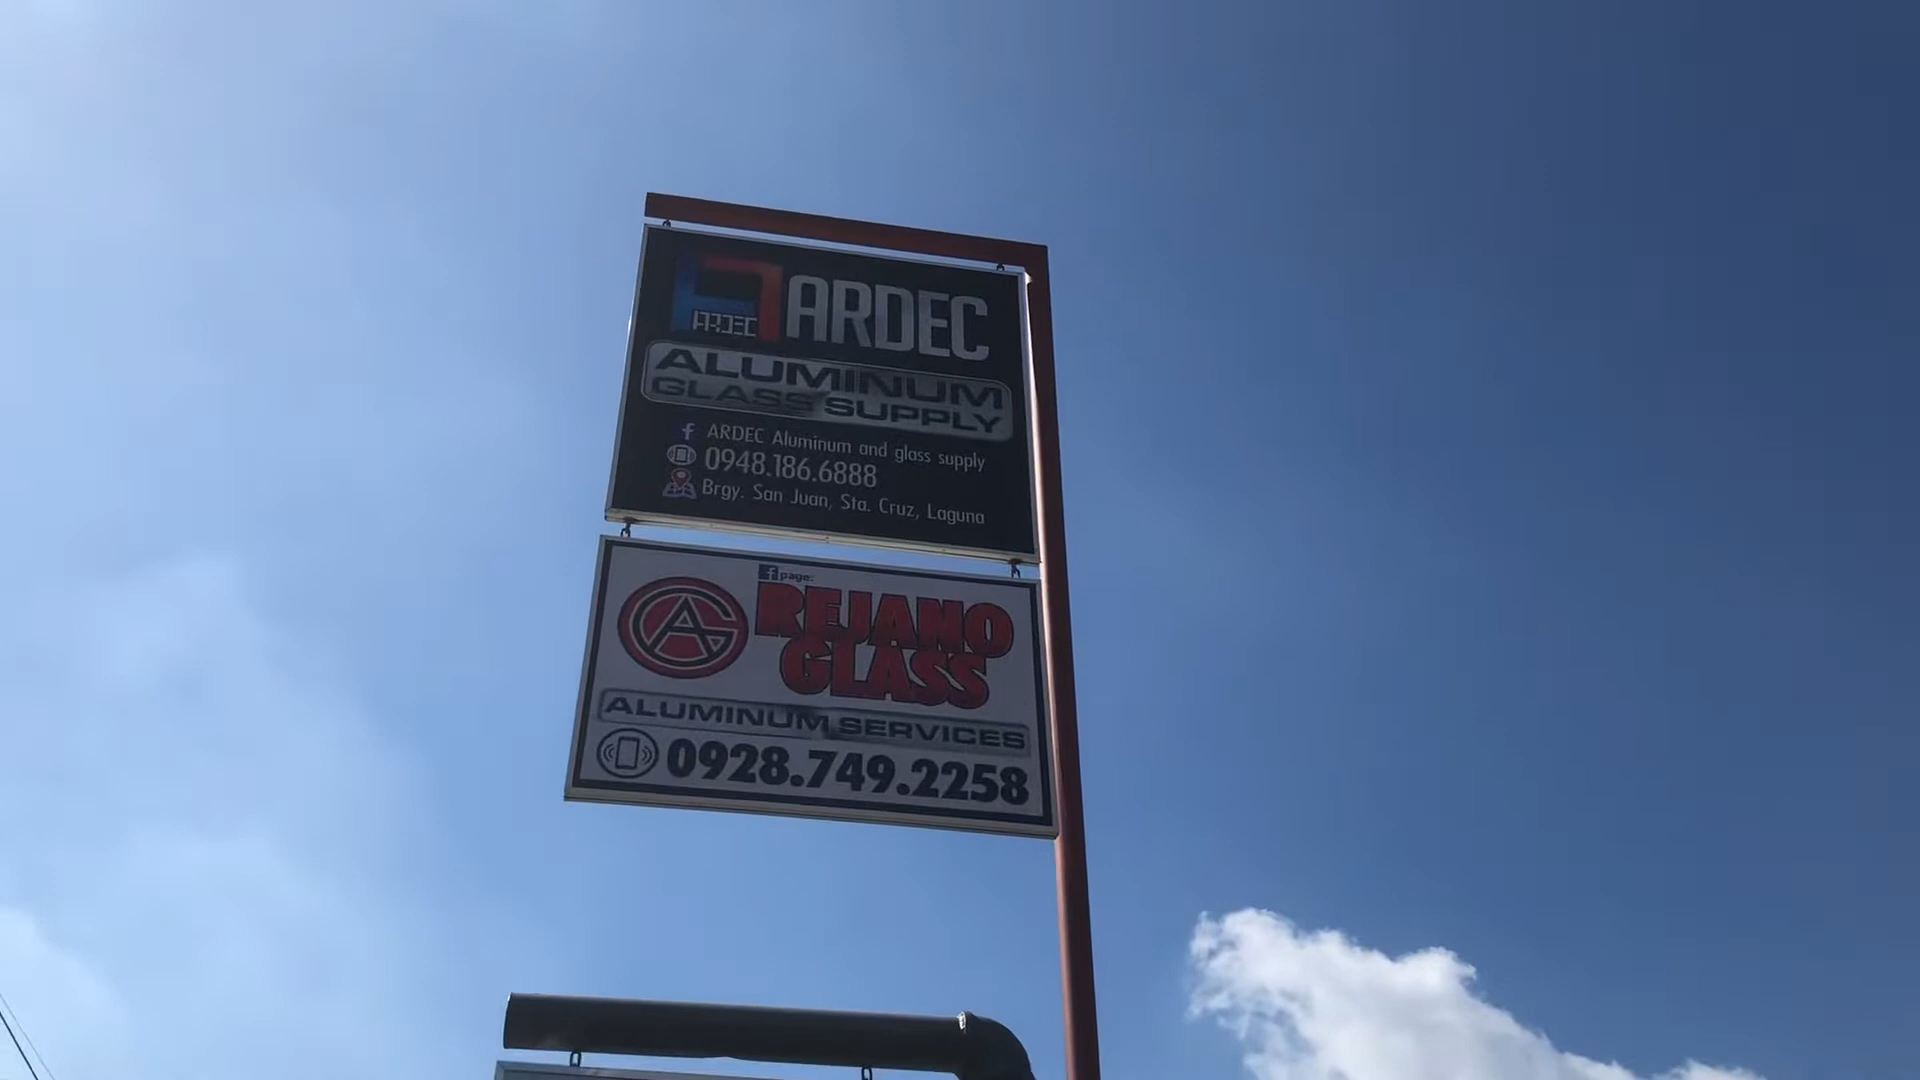 ARDEC
ARDEC
ALUMINUM
GLASS SUPPLY
ARDEC Aluminum and glass supply
0948.186.6888
Brgy. San Juan, Sta. Cruz, Laguna
page:
REJANO
GLASS
ALUMINUM SERVICES
0928.749.2258